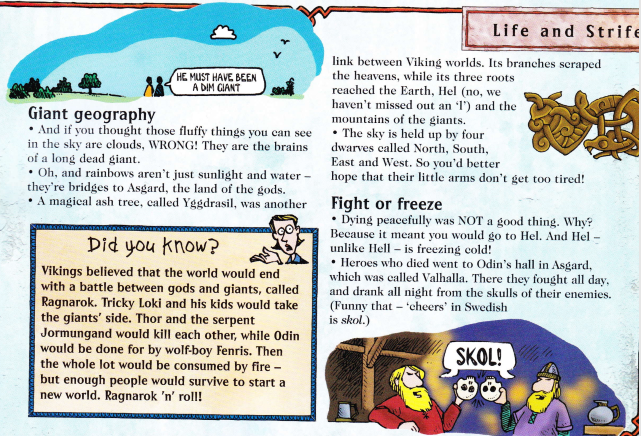 HE MUST HAVE BEEN
A DIM GIANT
Giant geography
• And if you thought those fluffy things you can see
in the sky are clouds, WRONG! They are the brains
of a long dead giant.
• Oh, and rainbows aren't just sunlight and water –
they're bridges to Asgard, the land of the gods.
• A magical ash tree, called Yggdrasil, was another
Did you know?
Vikings believed that the world would end
with a battle between gods and giants, called
Ragnarok. Tricky Loki and his kids would take
the giants' side. Thor and the serpent
Jormungand would kill each other, while Odin
would be done for by wolf-boy Fenris. Then
the whole lot would be consumed by fire –
but enough people would survive to start a
new world. Ragnarok 'n' roll!
Life and Strife
link between Viking worlds. Its branches scraped
the heavens, while its three roots
reached the Earth, Hel (no, we
haven't missed out an 'l') and the
mountains of the giants.
• The sky is held up by four
dwarves called North, South,
East and West. So you'd better
hope that their little arms don't get too tired!
Fight or freeze
• Dying peacefully was NOT a good thing. Why?
Because it meant you would go to Hel. And Hel –
unlike Hell – is freezing cold!
• Heroes who died went to Odin's hall in Asgard,
which was called Valhalla. There they fought all day,
and drank all night from the skulls of their enemies.
(Funny that – 'cheers' in Swedish
is skol.)
SKOL!